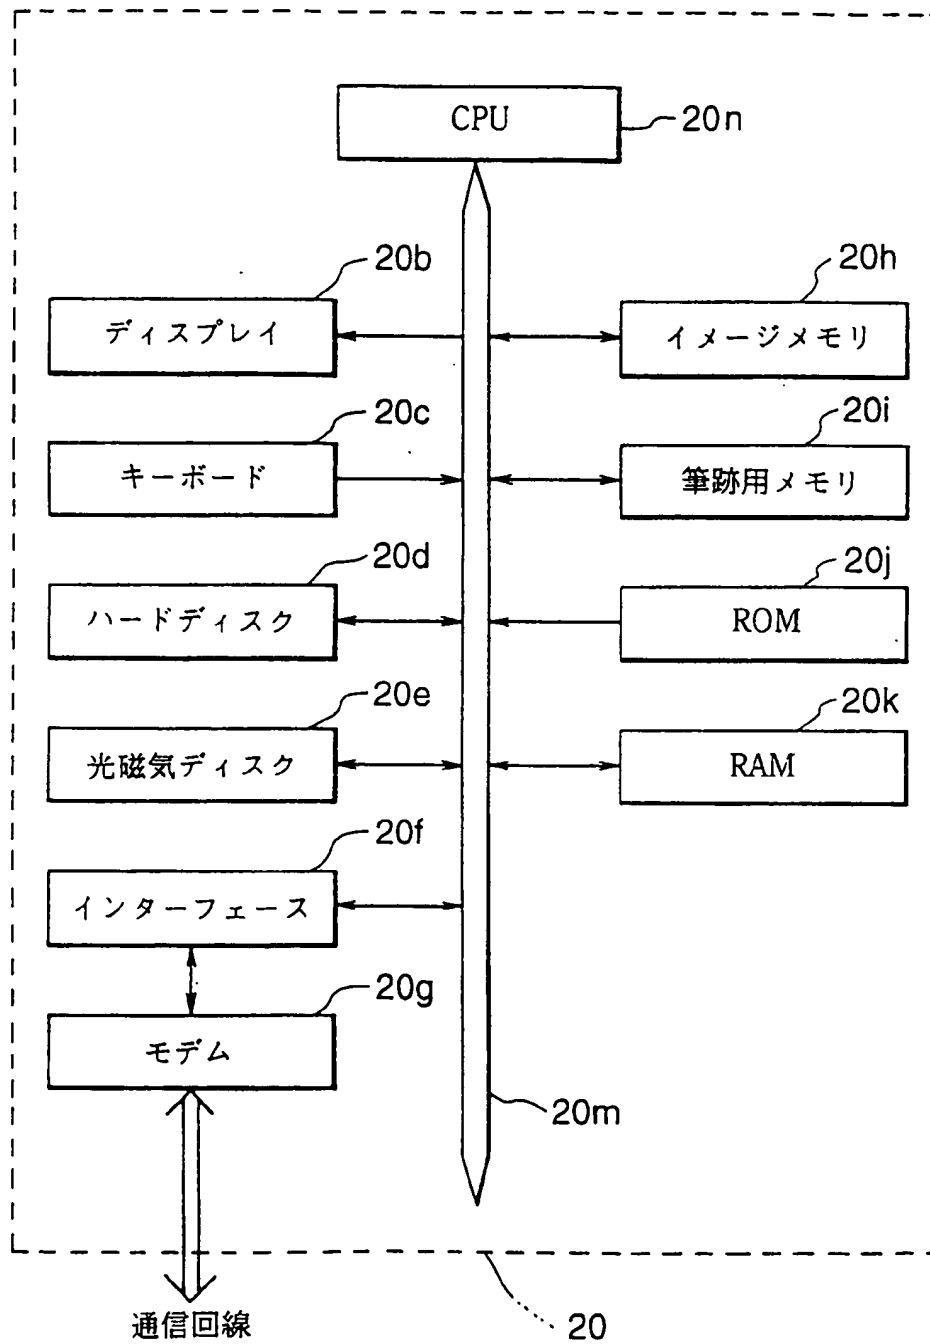 CPU
20n
20b
20h
ディスプレイ
イメージメモリ
20c
20i
キーボード
筆跡用メモリ
20d
20j
ハードディスク
ROM
20e
20k
光磁気ディスク
RAM
20f
インターフェース
20g
モデム
20m
通信回線
20